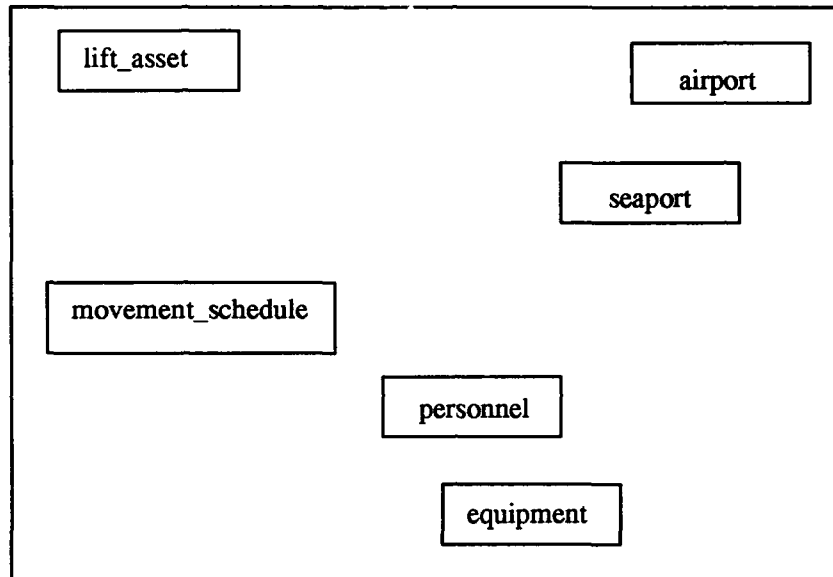 lift_asset
airport
seaport
movement_schedule
personnel
equipment